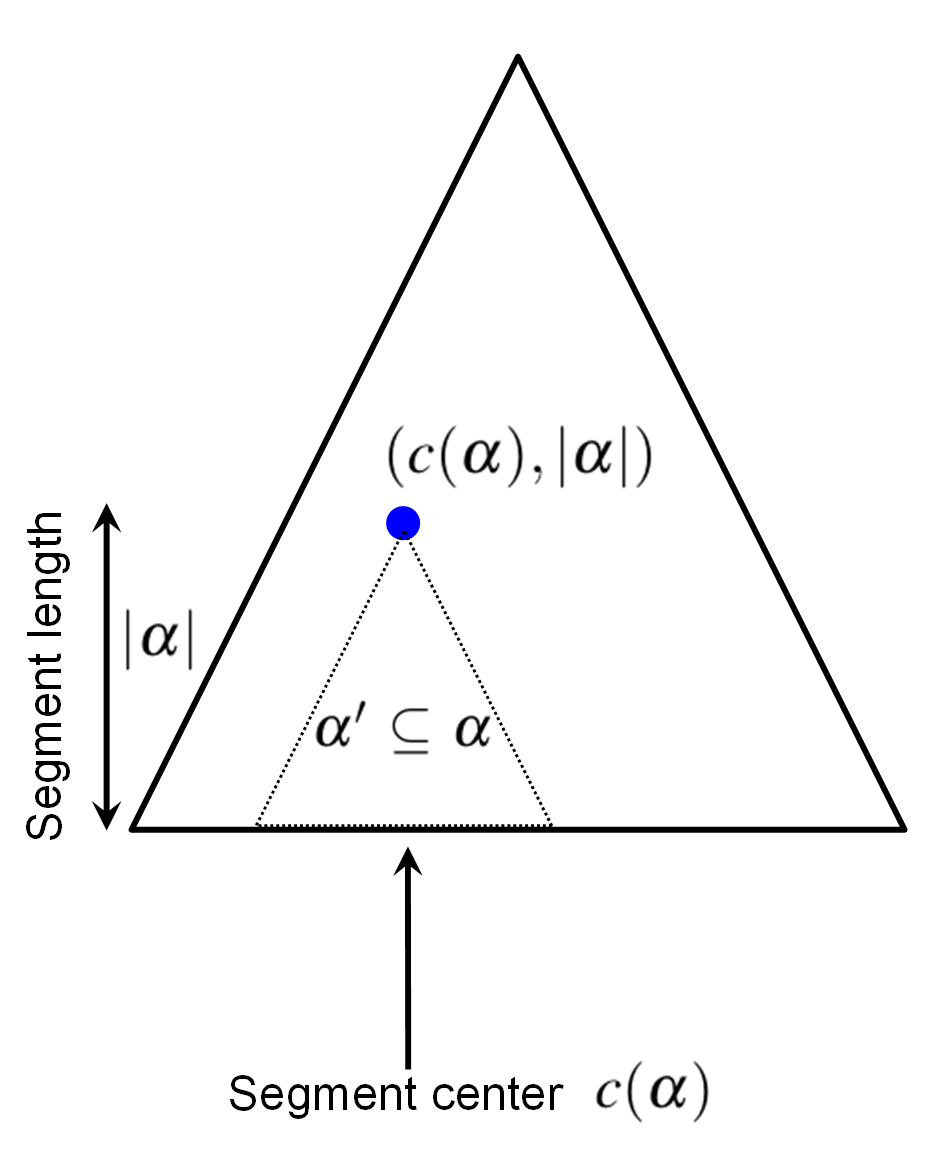 (c(α), |α|)
Segment length
|α|
α′ ⊆ α
Segment center c(α)